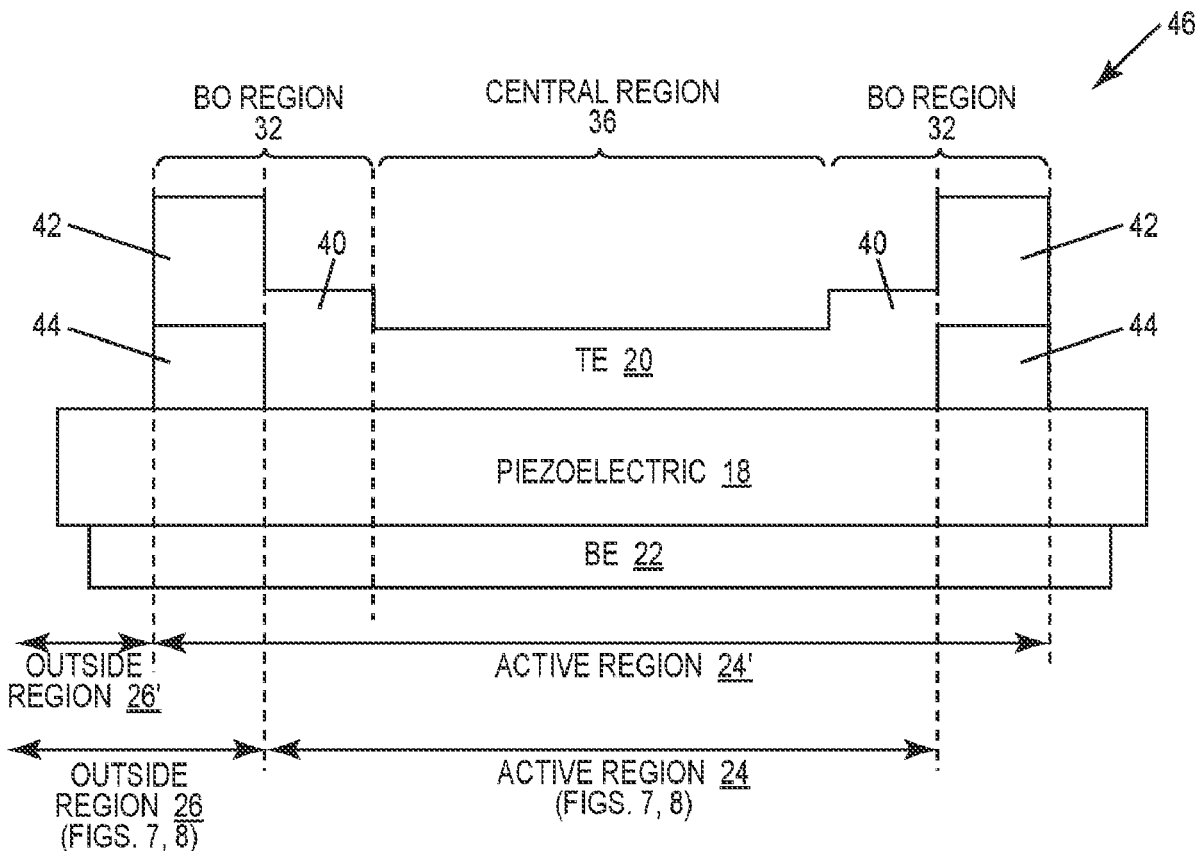 46
BO REGION
32
CENTRAL REGION
36
BO REGION
32
42
40
40
42
44
44
TE 20
PIEZOELECTRIC 18
BE 22
OUTSIDE
REGION 26'
ACTIVE REGION 24'
OUTSIDE
REGION 26
(FIGS. 7, 8)
ACTIVE REGION 24
(FIGS. 7, 8)